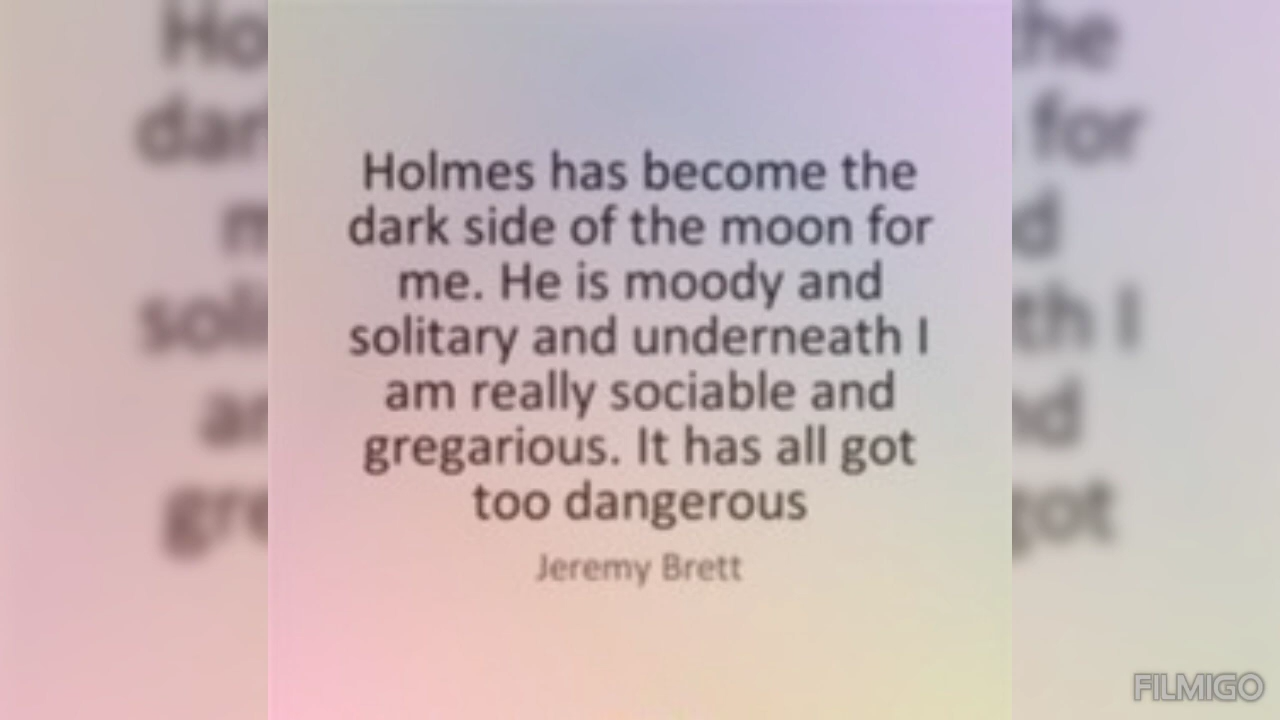 Holmes has become the
dark side of the moon for
me. He is moody and
solitary and underneath I
am really sociable and
gregarious. It has all got
too dangerous
Jeremy Brett
FILMIGO